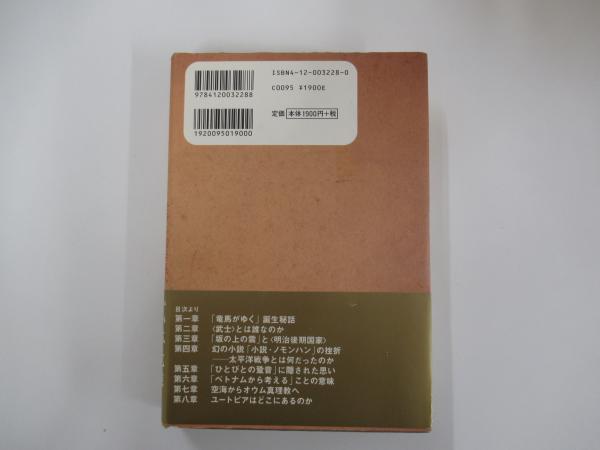 ISBN4-12-003228-0
C0095 ¥1900E
9784120032288
定価 本体1900円+税
1920095019000
目次より
第一章 「竜馬がゆく」誕生秘話
第二章 〈武士〉とは誰なのか
第三章 「坂の上の雲」と〈明治後期国家〉
第四章 幻の小説「小説・ノモンハン」の挫折
――太平洋戦争とは何だったのか
第五章 「ひとびとの跫音」に隠された思い
第六章 「ベトナムから考える」ことの意味
第七章 空海からオウム真理教へ
第八章 ユートピアはどこにあるのか